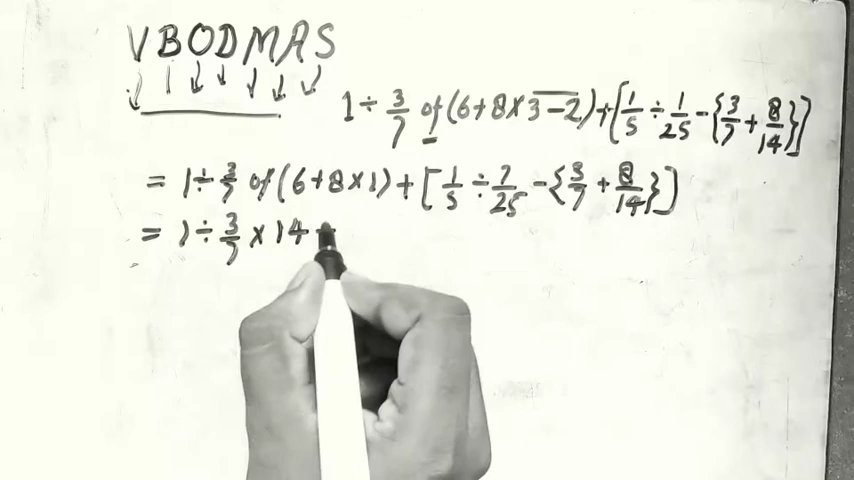 VBODMAS
1 ÷ 3/7 of (6+8×3̅ ̅-̅ ̅2̅)+[1/5 ÷ 1/25 -{3/7 + 8/14}]
= 1 ÷ 3/7 of (6+8×1)+[1/5 ÷ 7/25 -{3/7 + 8/14}]
= 1 ÷ 3/7 × 14 +